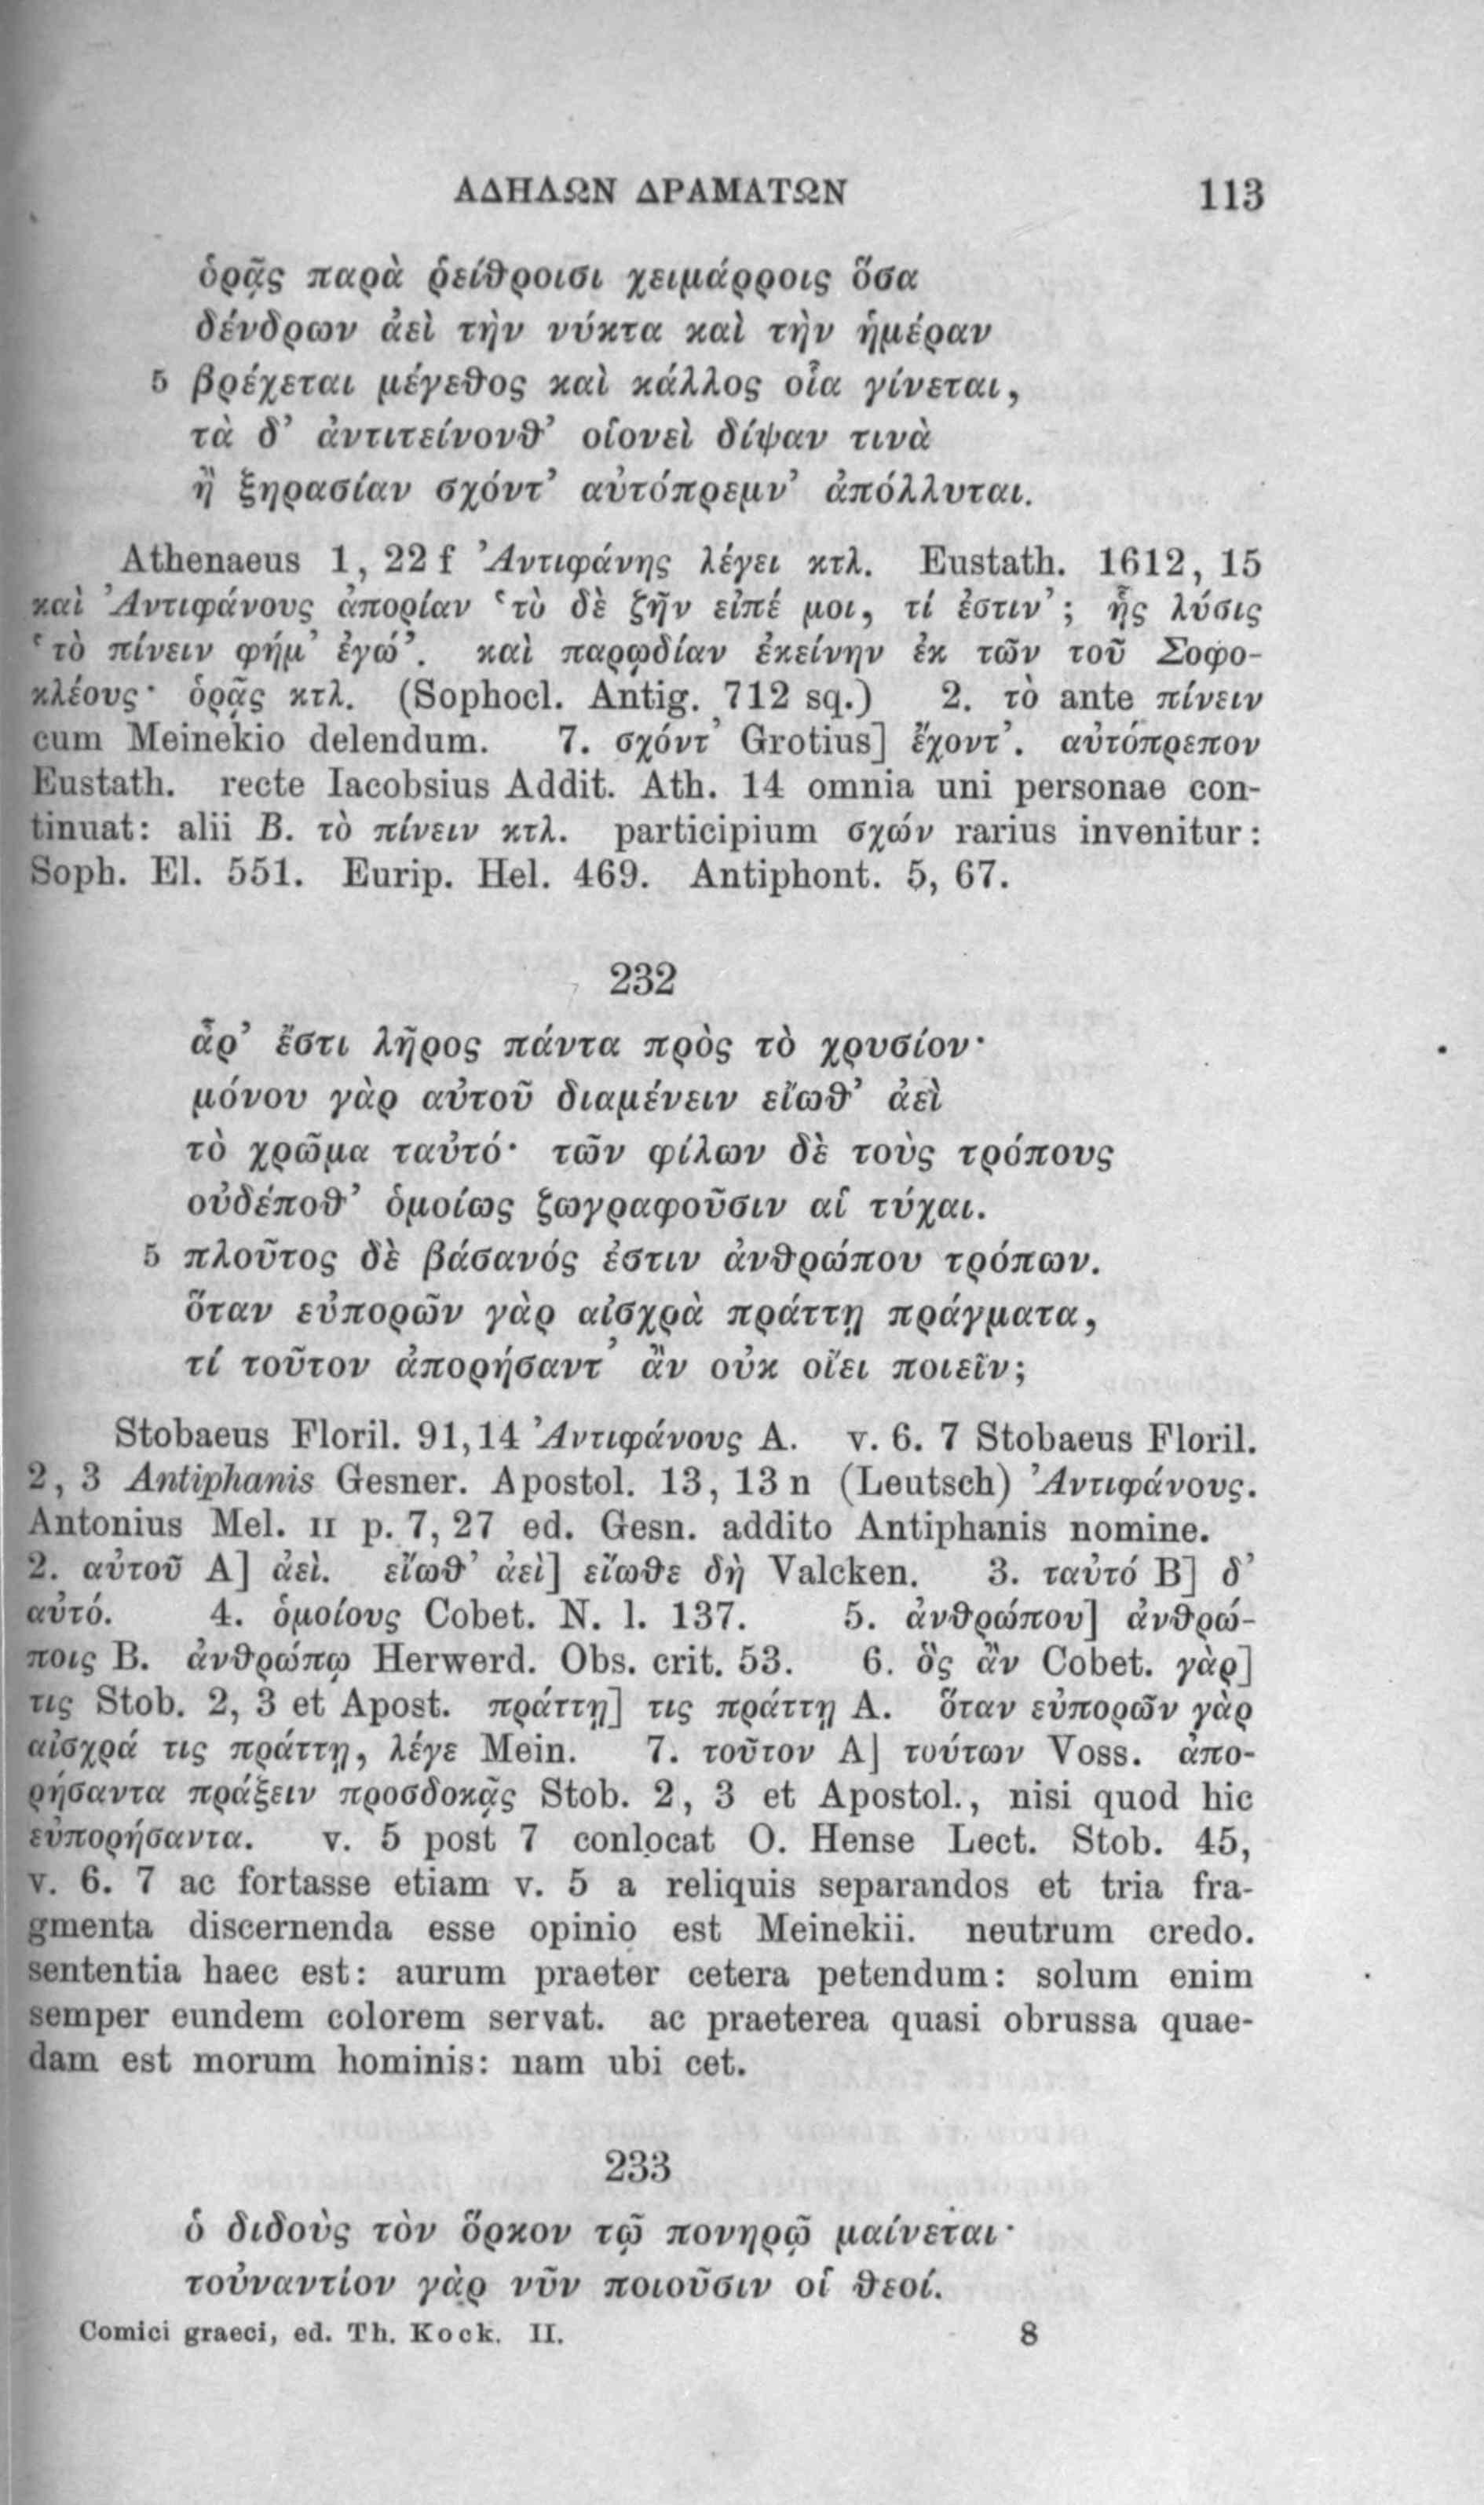 ΑΔΗΛΩΝ ΔΡΑΜΑΤΩΝ 113
ὁρᾷς παρὰ ῥείθροισι χειμάρροις ὅσα
δένδρων ἀεὶ τὴν νύκτα καὶ τὴν ἡμέραν
5 βρέχεται μέγεθος καὶ κάλλος οἷα γίνεται,
τὰ δ’ ἀντιτείνονθ’ οἱονεὶ δίψαν τινὰ
ἢ ξηρασίαν σχόντ’ αὐτόπρεμν’ ἀπόλλυται.
Athenaeus 1, 22 f Ἀντιφάνης λέγει κτλ. Eustath. 1612, 15
καὶ Ἀντιφάνους ἀπορίαν ‘τὸ δὲ ζῆν εἰπέ μοι, τί ἐστιν’; ἧς λύσις
‘τὸ πίνειν φήμ’ ἐγώ’. καὶ παρῳδίαν ἐκείνην ἐκ τῶν τοῦ Σοφο-
κλέους· ὁρᾷς κτλ. (Sophocl. Antig. 712 sq.) 2. τὸ ante πίνειν
cum Meinekio delendum. 7. σχόντ’ Grotius] ἔχοντ’. αὐτόπρεπον
Eustath. recte Iacobsius Addit. Ath. 14 omnia uni personae con-
tinuat: alii B. τὸ πίνειν κτλ. participium σχών rarius invenitur:
Soph. El. 551. Eurip. Hel. 469. Antiphont. 5, 67.
232
ἆρ’ ἔστι λῆρος πάντα πρὸς τὸ χρυσίον·
μόνου γὰρ αὐτοῦ διαμένειν εἴωθ’ ἀεὶ
τὸ χρῶμα ταὐτό· τῶν φίλων δὲ τοὺς τρόπους
οὐδέποθ’ ὁμοίως ζωγραφοῦσιν αἱ τύχαι.
5 πλοῦτος δὲ βάσανός ἐστιν ἀνθρώπου τρόπων.
ὅταν εὐπορῶν γὰρ αἰσχρὰ πράττῃ πράγματα,
τί τοῦτον ἀπορήσαντ’ ἂν οὐκ οἴει ποιεῖν;
Stobaeus Floril. 91,14 Ἀντιφάνους A. v. 6. 7 Stobaeus Floril.
2, 3 Antiphanis Gesner. Apostol. 13, 13 n (Leutsch) Ἀντιφάνους.
Antonius Mel. II p. 7, 27 ed. Gesn. addito Antiphanis nomine.
2. αὐτοῦ A] ἀεὶ. εἴωθ’ ἀεὶ] εἴωθε δὴ Valcken. 3. ταὐτό B] δ’
αὐτό. 4. ὁμοίους Cobet. N. l. 137. 5. ἀνθρώπου] ἀνθρώ-
ποις B. ἀνθρώπῳ Herwerd. Obs. crit. 53. 6. ὃς ἂν Cobet. γὰρ]
τις Stob. 2, 3 et Apost. πράττῃ] τις πράττῃ A. ὅταν εὐπορῶν γὰρ
αἰσχρά τις πράττῃ, λέγε Mein. 7. τοῦτον A] τούτων Voss. ἀπο-
ρήσαντα πράξειν προσδοκᾷς Stob. 2, 3 et Apostol., nisi quod hic
εὐπορήσαντα. v. 5 post 7 conlocat O. Hense Lect. Stob. 45,
v. 6. 7 ac fortasse etiam v. 5 a reliquis separandos et tria fra-
gmenta discernenda esse opinio est Meinekii. neutrum credo.
sententia haec est: aurum praeter cetera petendum: solum enim
semper eundem colorem servat. ac praeterea quasi obrussa quae-
dam est morum hominis: nam ubi cet.
233
ὁ διδοὺς τὸν ὅρκον τῷ πονηρῷ μαίνεται·
τοὐναντίον γὰρ νῦν ποιοῦσιν οἱ θεοί.
Comici graeci, ed. Th. Kock. II. 8